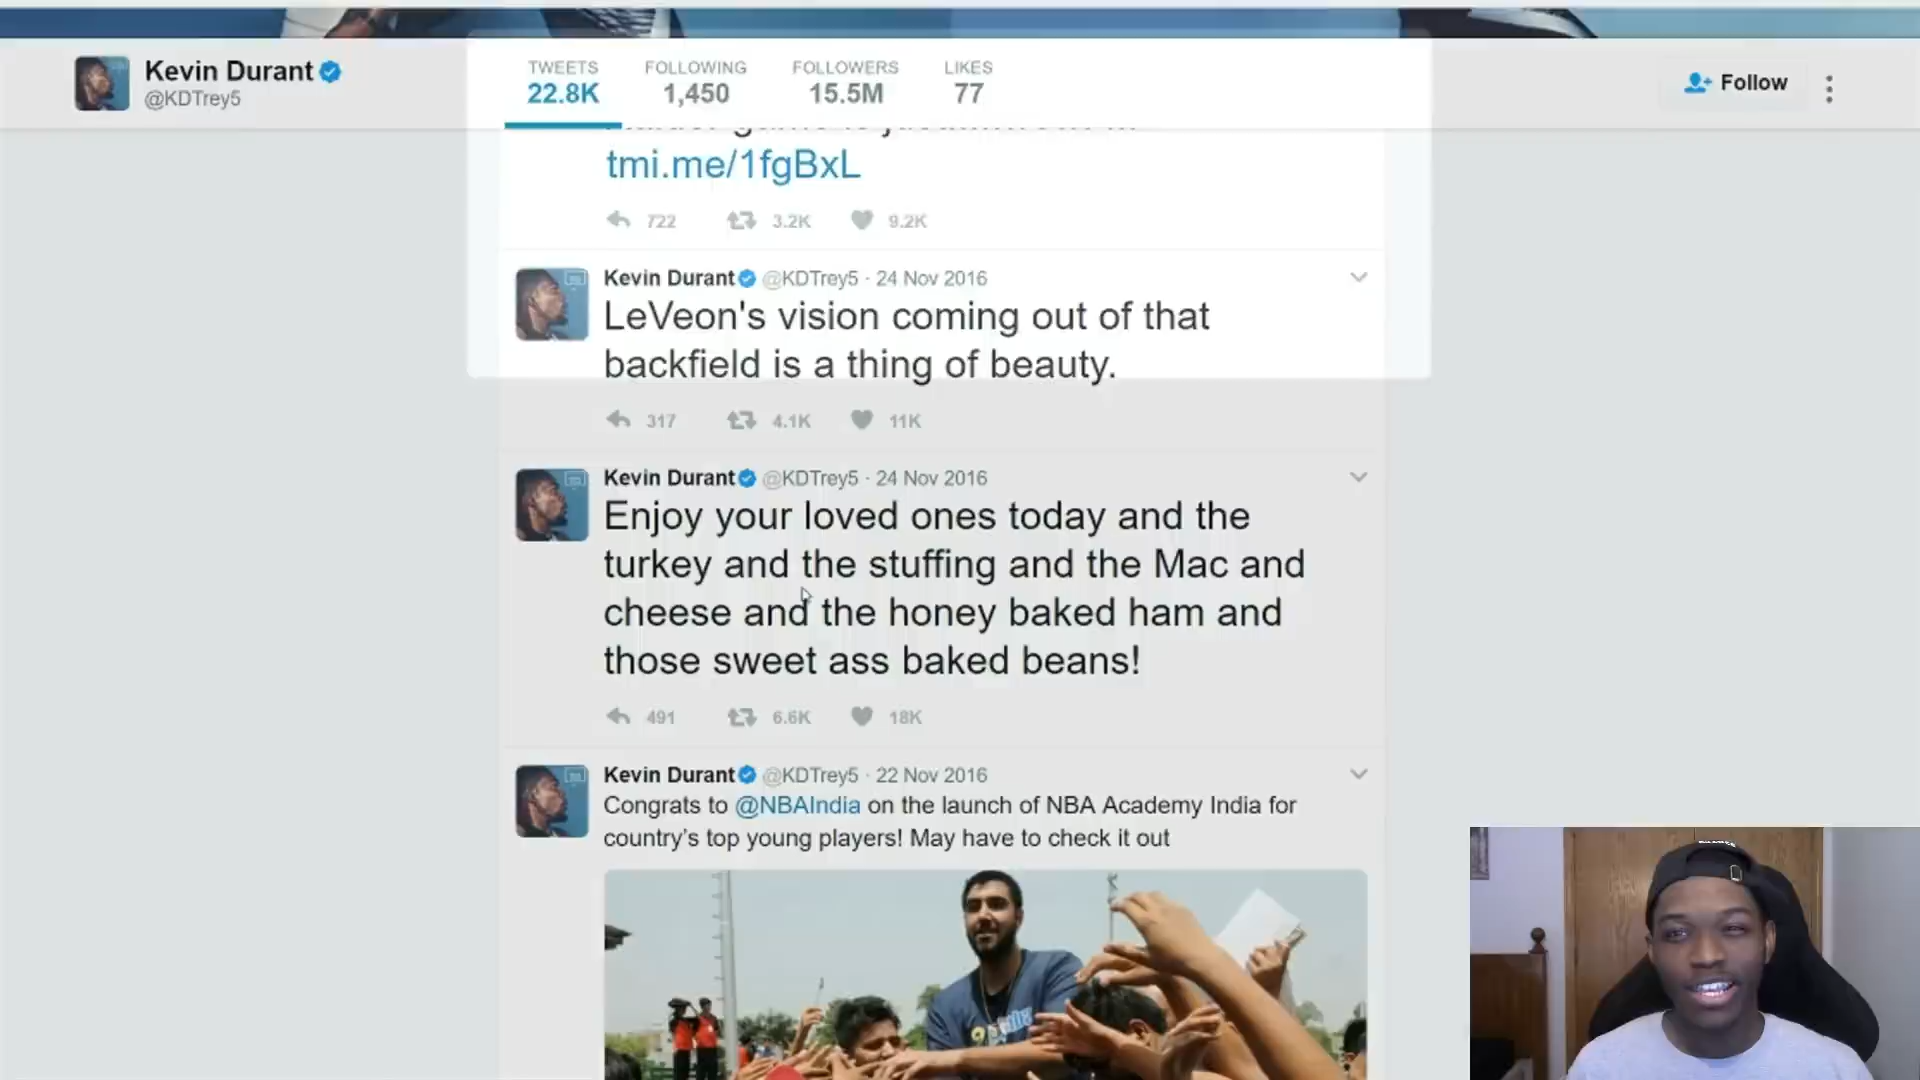 Kevin Durant
@KDTrey5
TWEETS
22.8K
FOLLOWING
1,450
FOLLOWERS
15.5M
LIKES
77
Follow
tmi.me/1fgBxL
722 3.2K 9.2K
Kevin Durant @KDTrey5 · 24 Nov 2016
LeVeon's vision coming out of that
backfield is a thing of beauty.
317 4.1K 11K
Kevin Durant @KDTrey5 · 24 Nov 2016
Enjoy your loved ones today and the
turkey and the stuffing and the Mac and
cheese and the honey baked ham and
those sweet ass baked beans!
491 6.6K 18K
Kevin Durant @KDTrey5 · 22 Nov 2016
Congrats to @NBAIndia on the launch of NBA Academy India for
country's top young players! May have to check it out